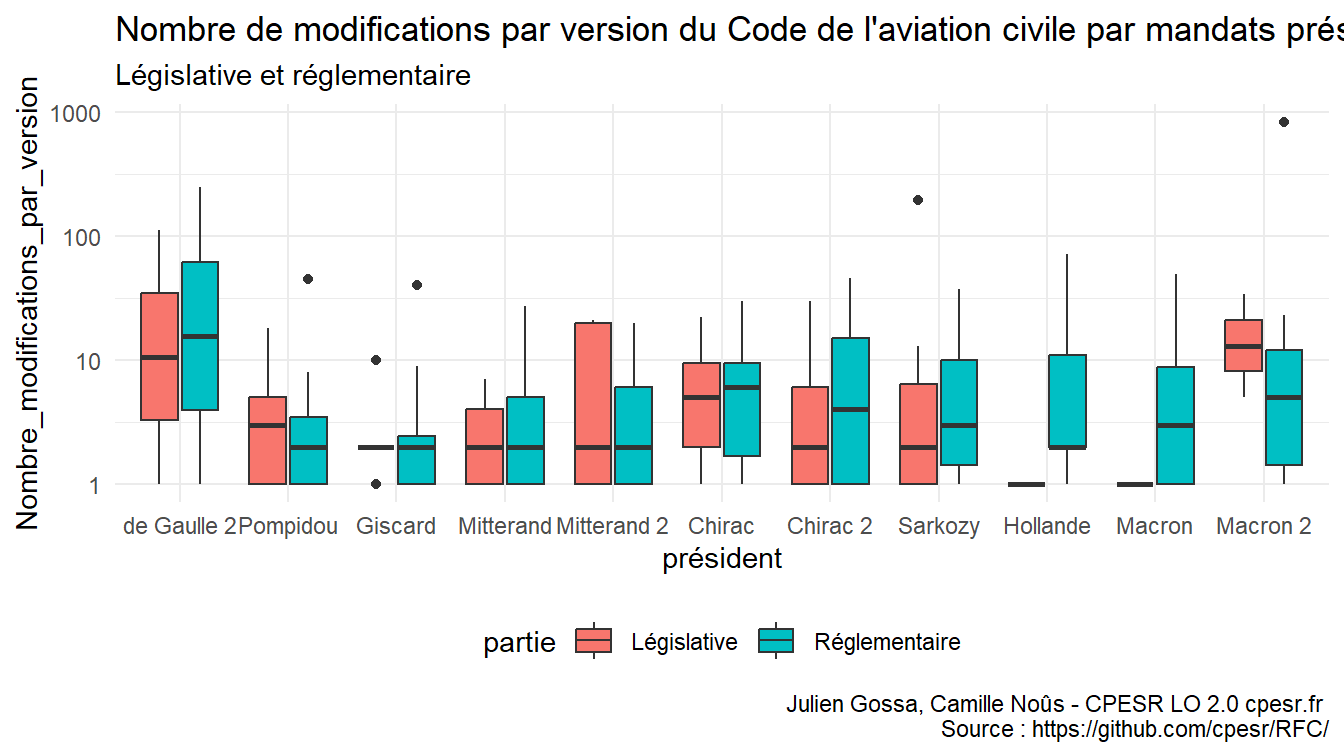 Nombre de modifications par version du Code de l'aviation civile par mandats prés
Législative et réglementaire
Nombre_modifications_par_version
1000
100
10
1
de Gaulle 2 Pompidou Giscard Mitterand Mitterand 2 Chirac Chirac 2 Sarkozy Hollande Macron Macron 2
président
partie Législative Réglementaire
Julien Gossa, Camille Noûs - CPESR LO 2.0 cpesr.fr
Source : https://github.com/cpesr/RFC/